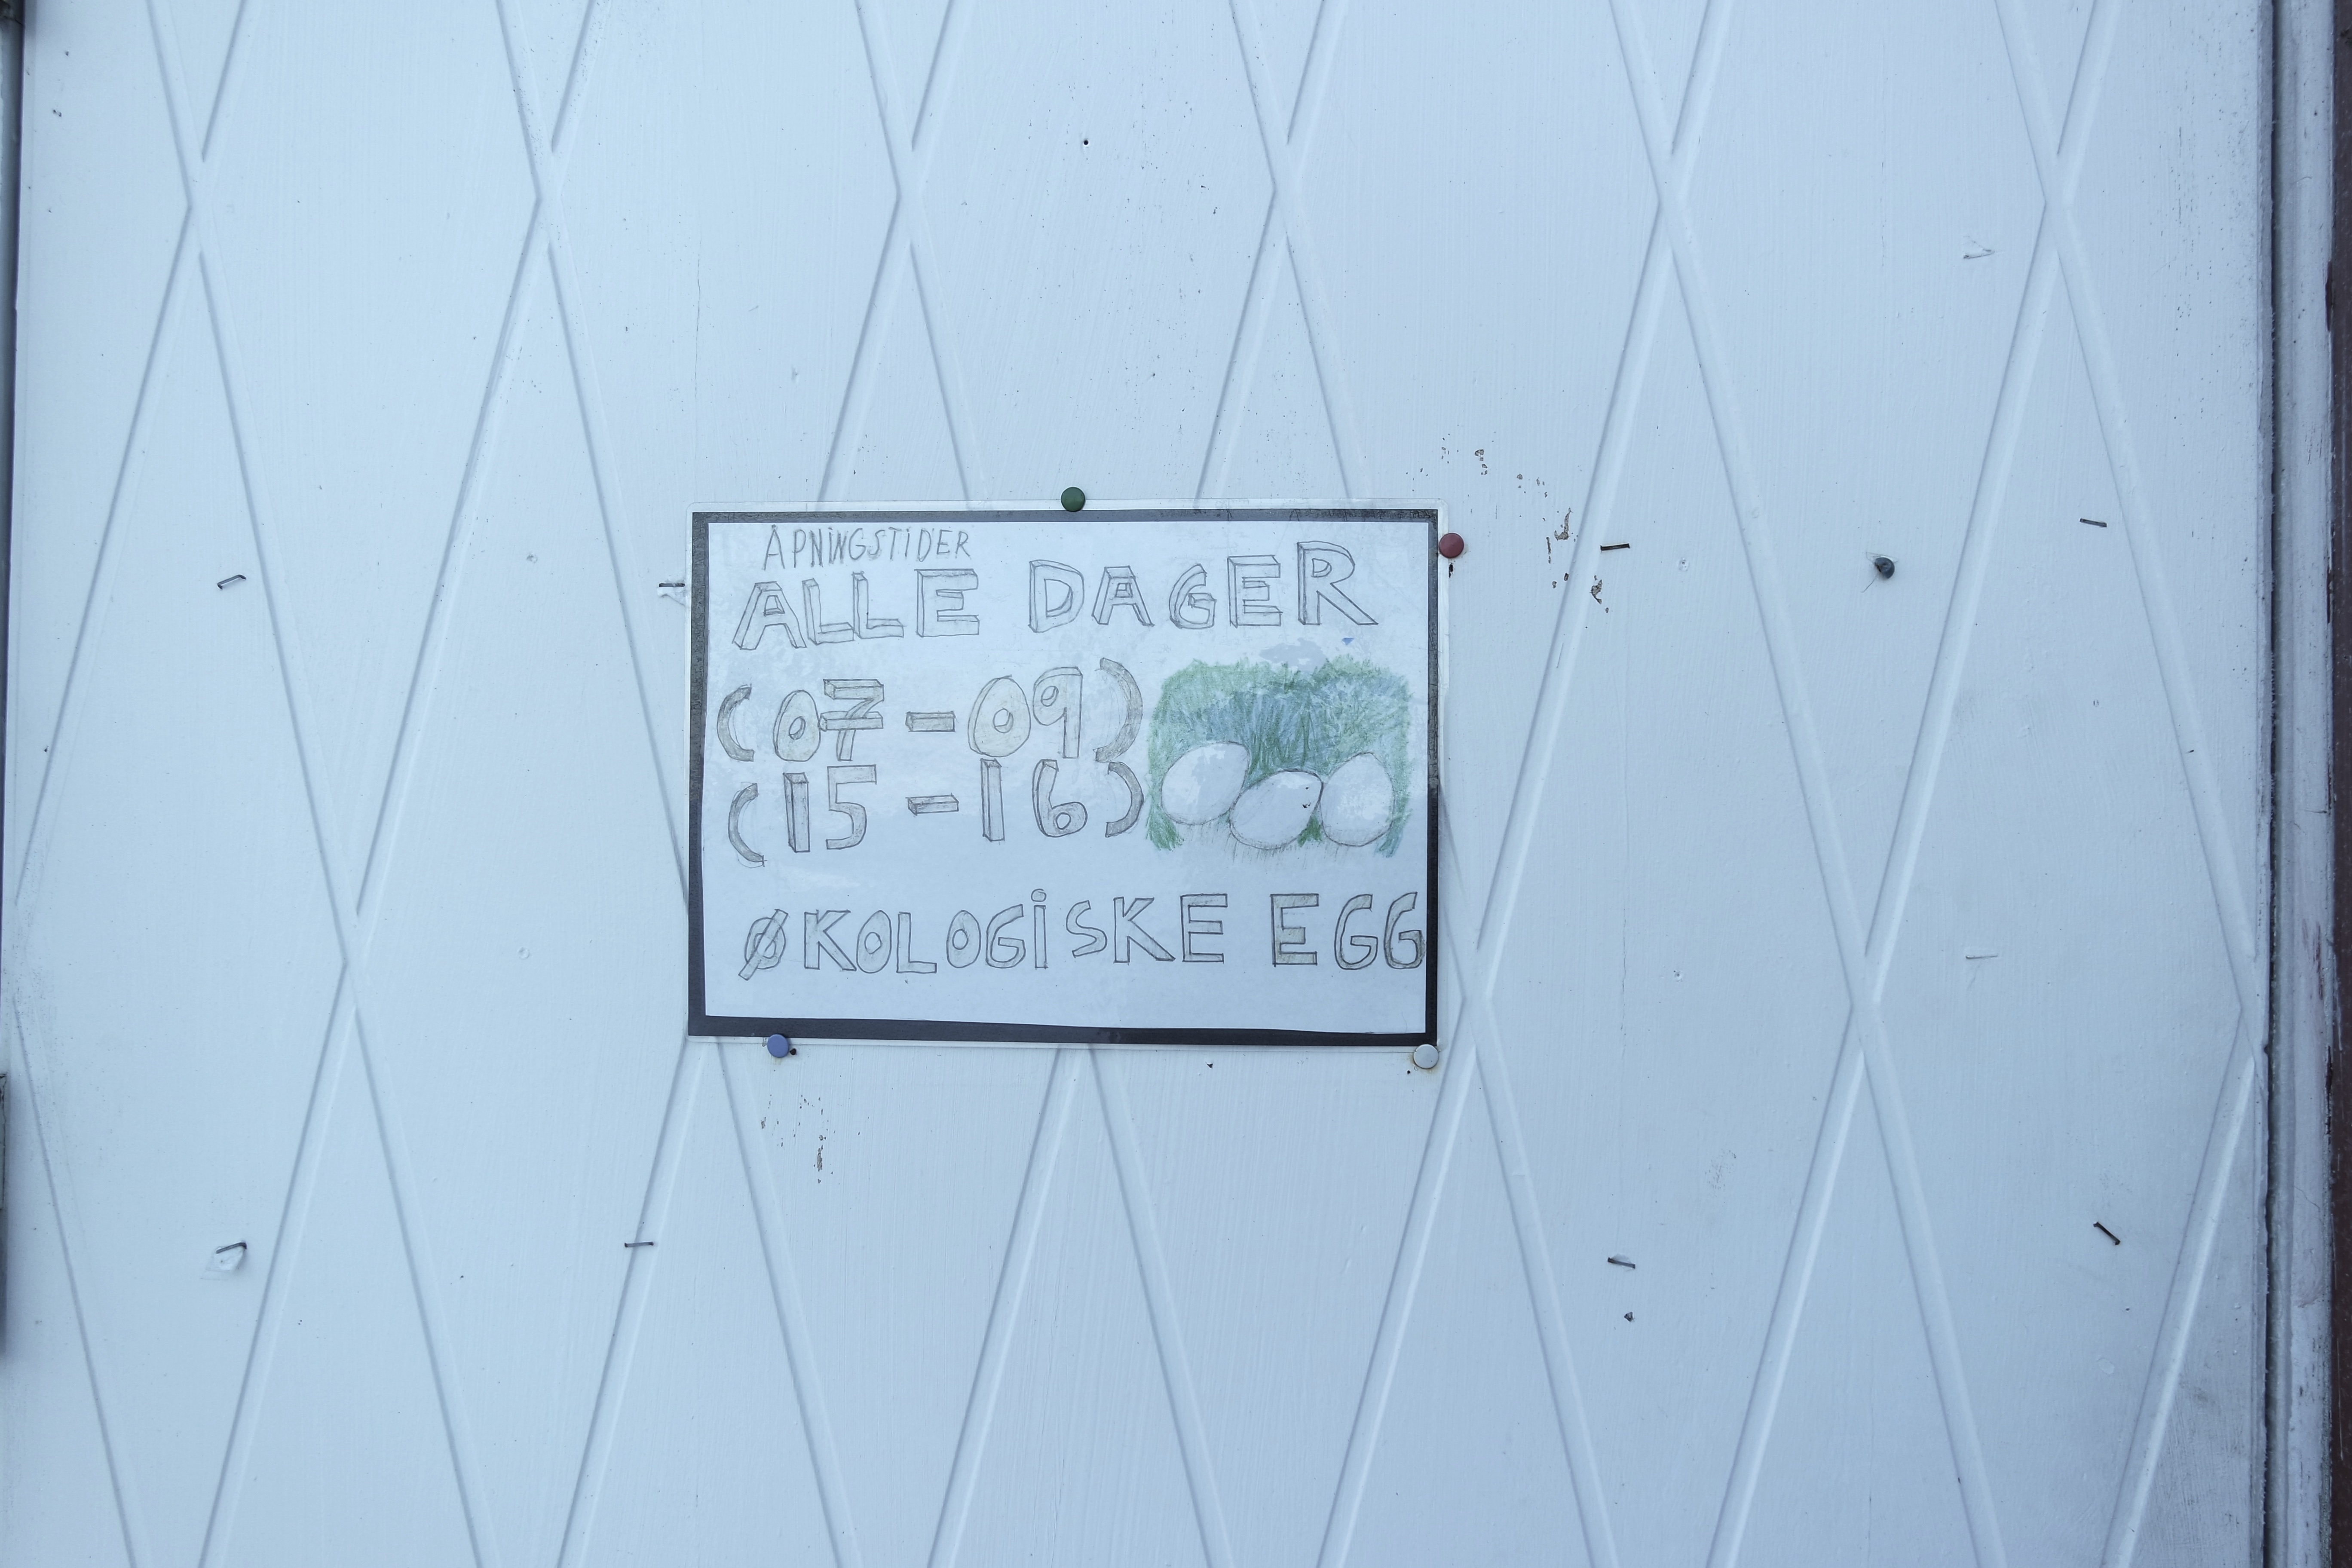 ÅPNINGSTIDER
ALLE DAGER
(07-09)
(15-16)
ØKOLOGISKE EGG